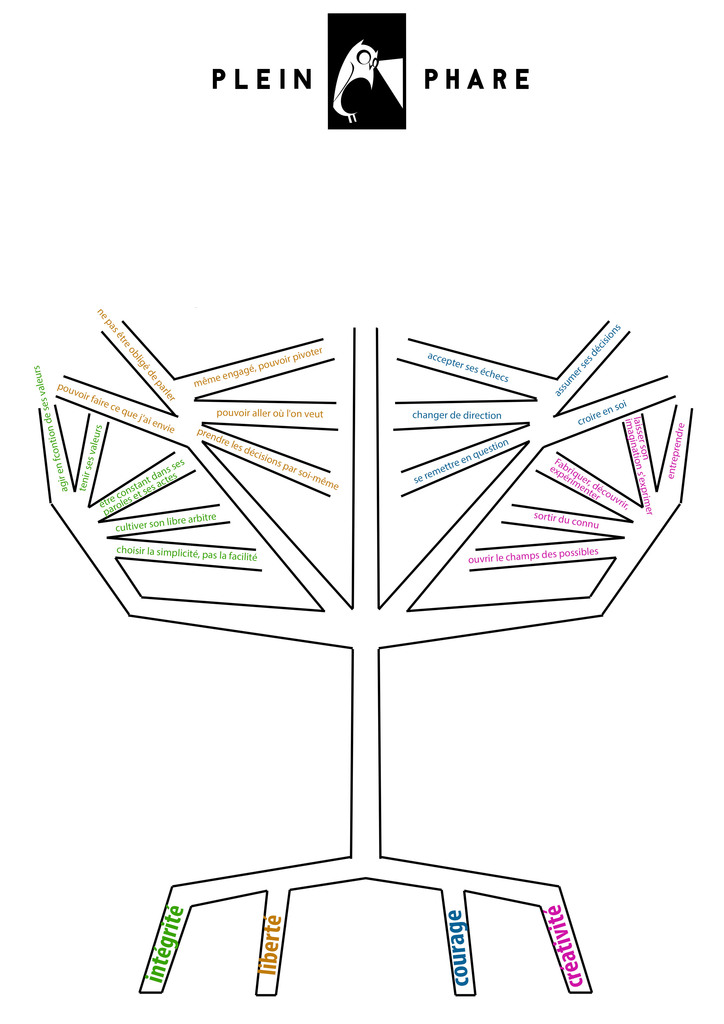 PLEIN PHARE
ne pas être obligé de parler
même engagé, pouvoir pivoter
pouvoir faire ce que j'ai envie
pouvoir aller où l'on veut
prendre les décisions par soi-même
agir en fconction de ses valeurs
tenir ses valeurs
etre constant dans ses
paroles et ses actes
cultiver son libre arbitre
choisir la simplicité, pas la facilité
accepter ses échecs
assumer ses décisions
changer de direction
croire en soi
se remettre en question
laisser son
imagination s'exprimer
entreprendre
Fabriquer, découvrir,
expérimenter
sortir du connu
ouvrir le champs des possibles
intégrité
liberté
courage
créativité